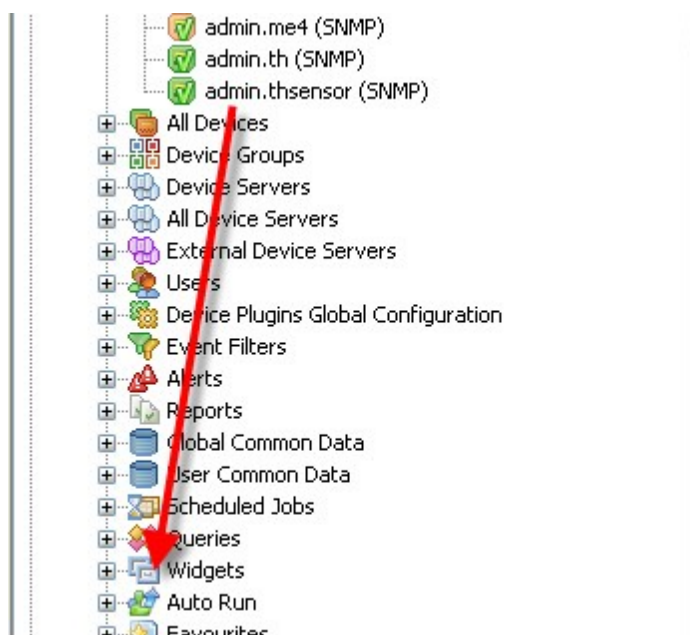 admin.me4 (SNMP)
admin.th (SNMP)
admin.thsensor (SNMP)
All Devices
Device Groups
Device Servers
All Device Servers
External Device Servers
Users
Device Plugins Global Configuration
Event Filters
Alerts
Reports
Global Common Data
User Common Data
Scheduled Jobs
Queries
Widgets
Auto Run
Favourites